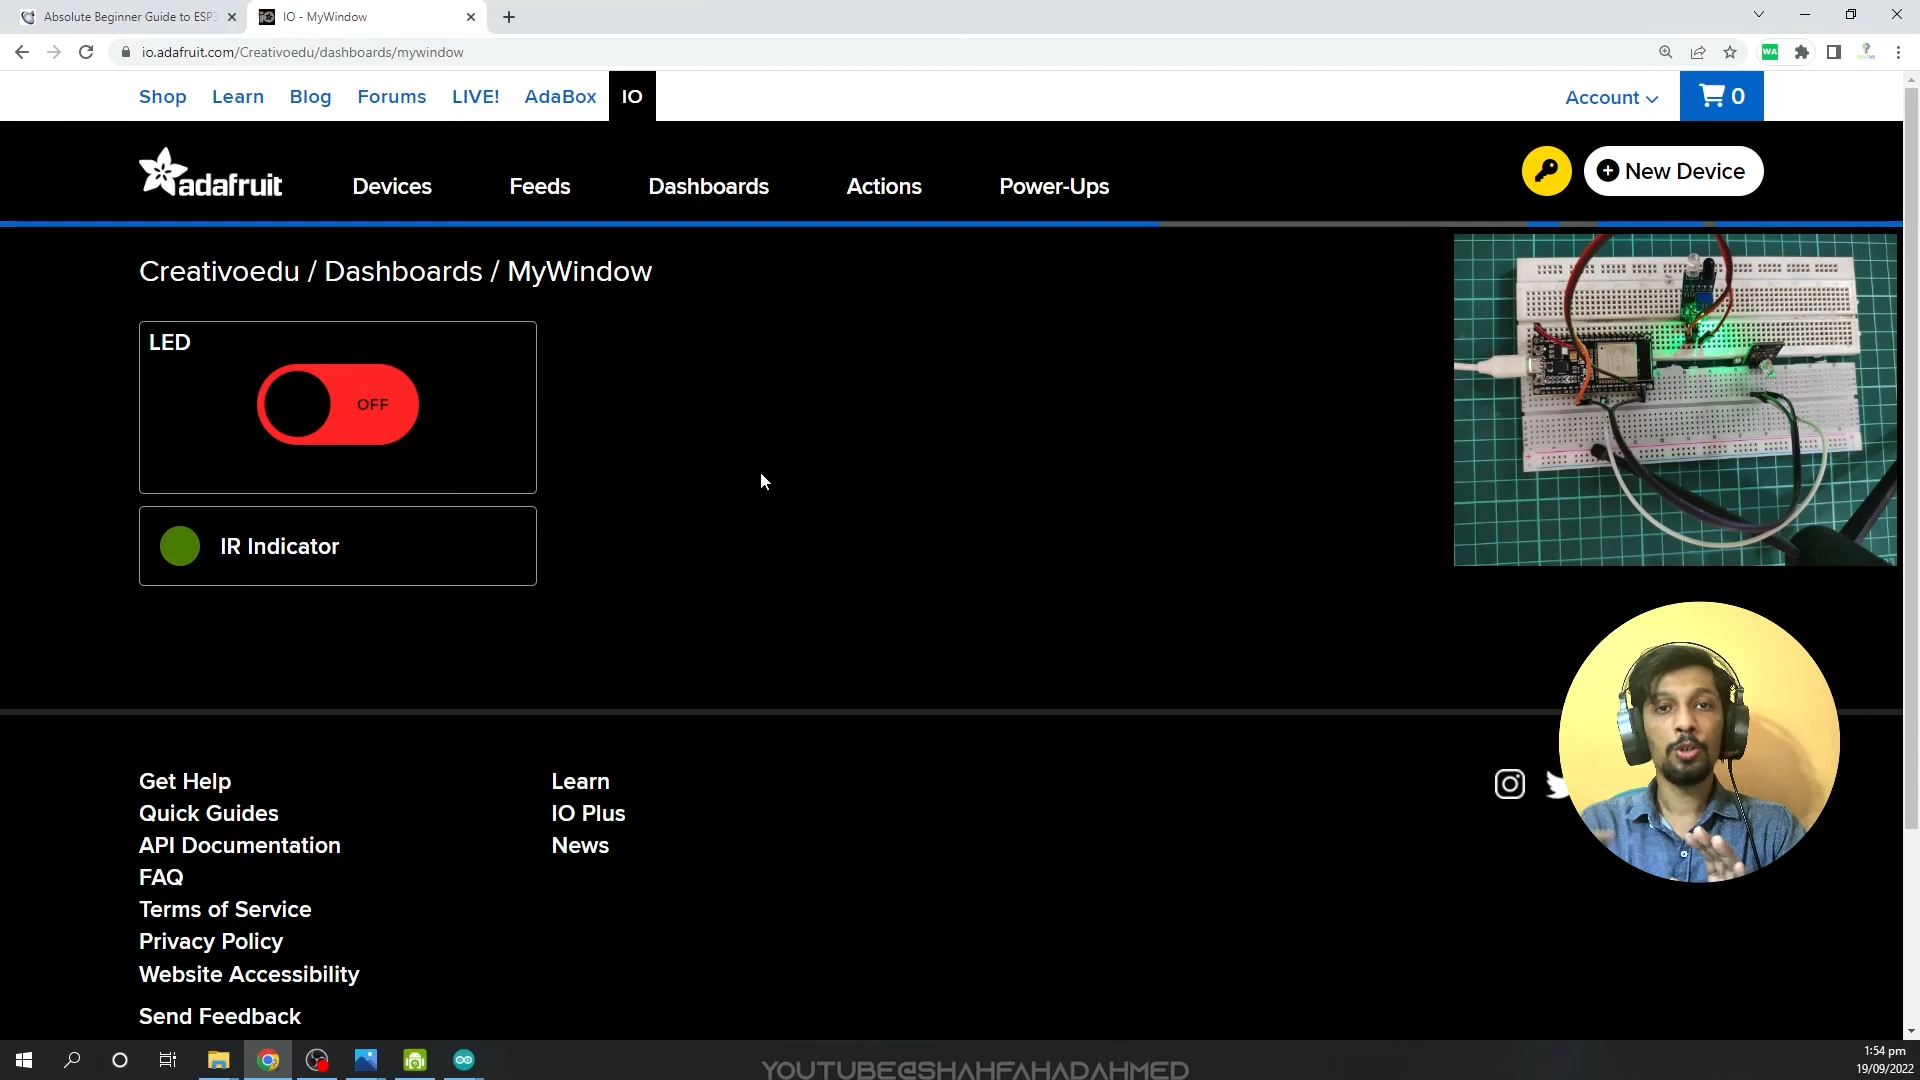 Absolute Beginner Guide to ESP3
IO - MyWindow
io.adafruit.com/Creativoedu/dashboards/mywindow
WA
Shop Learn Blog Forums LIVE! AdaBox IO
Account
0
adafruit
Devices Feeds Dashboards Actions Power-Ups
New Device
Creativoedu / Dashboards / MyWindow
LED
OFF
IR Indicator
Get Help
Quick Guides
API Documentation
FAQ
Terms of Service
Privacy Policy
Website Accessibility
Send Feedback
Learn
IO Plus
News
YOUTUBE@SHAHFAHADAHMED
1:54 pm
19/09/2022